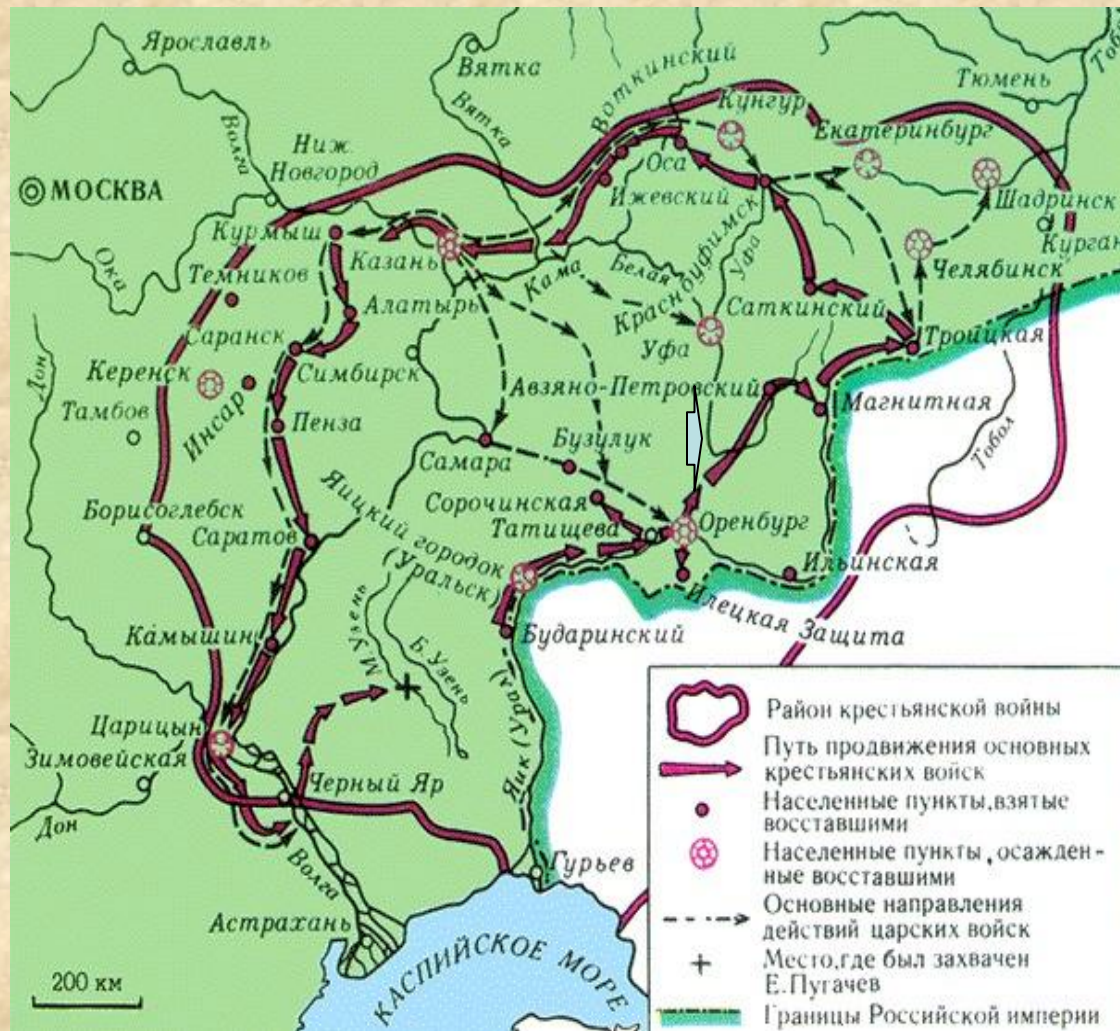 Ярославль
Вятка
Тобол
Тюмень
Волга
Вятка
Воткинский
Кунгур
Екатеринбург
Ниж.
Новгород
Оса
МОСКВА
Ижевский
Шадринск
Курмыш
Казань
Курган
Ока
Темников
Кама
Белая
Краснбуфимск
Уфа
Челябинск
Алатырь
Саткинский
Саранск
Уфа
Тройцкая
Дон
Керенск
Симбирск
Авзяно-Петровский
Тамбов
Инсар
Пенза
Магнитная
Самара
Бузулук
Тобол
Борисоглебск
Сорочинская
Саратов
Татищева
Оренбург
Яицкий городок
(Уральск)
Ильинская
М.Узень
Б.Узень
Илецкая Защита
Камышин
Бударинский
Царицын
Зимовейская
Яик (Урал)
Черный Яр
Дон
Волга
Гурьев
Астрахань
КАСПИЙСКОЕ МОРЕ
200 км
Район крестьянской войны
Путь продвижения основных
крестьянских войск
Населенные пункты, взятые
восставшими
Населенные пункты, осажден-
ные восставшими
Основные направления
действий царских войск
Место, где был захвачен
Е.Пугачев
Границы Российской империи